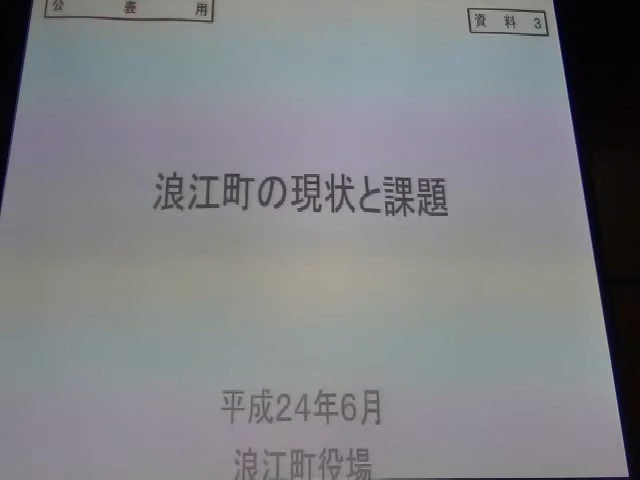 公表用
資料3
浪江町の現状と課題
平成24年6月
浪江町役場